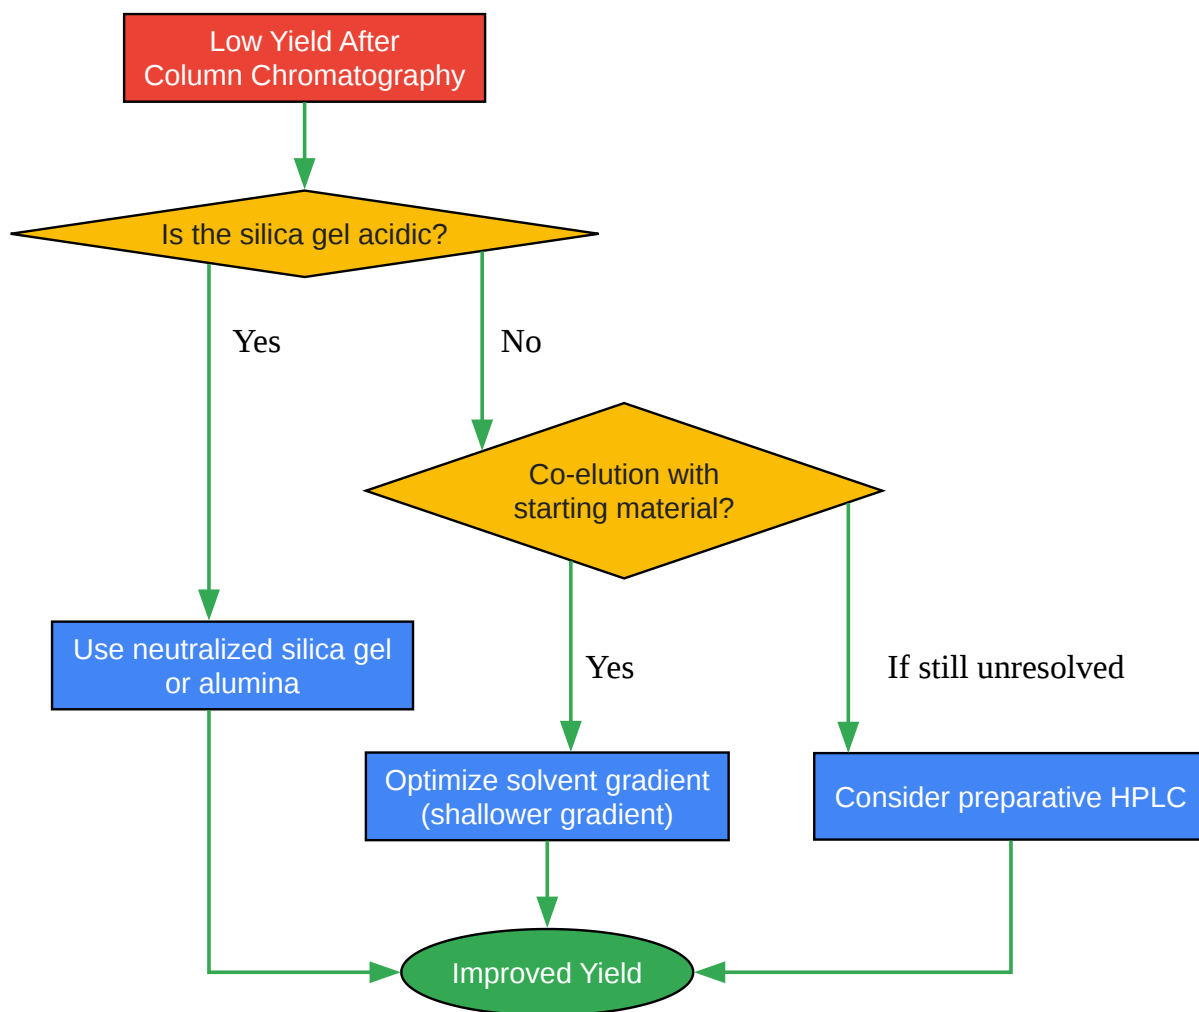 Low Yield After
Column Chromatography
Is the silica gel acidic?
Yes
No
Co-elution with
starting material?
Use neutralized silica gel
or alumina
Yes
If still unresolved
Optimize solvent gradient
(shallower gradient)
Consider preparative HPLC
Improved Yield